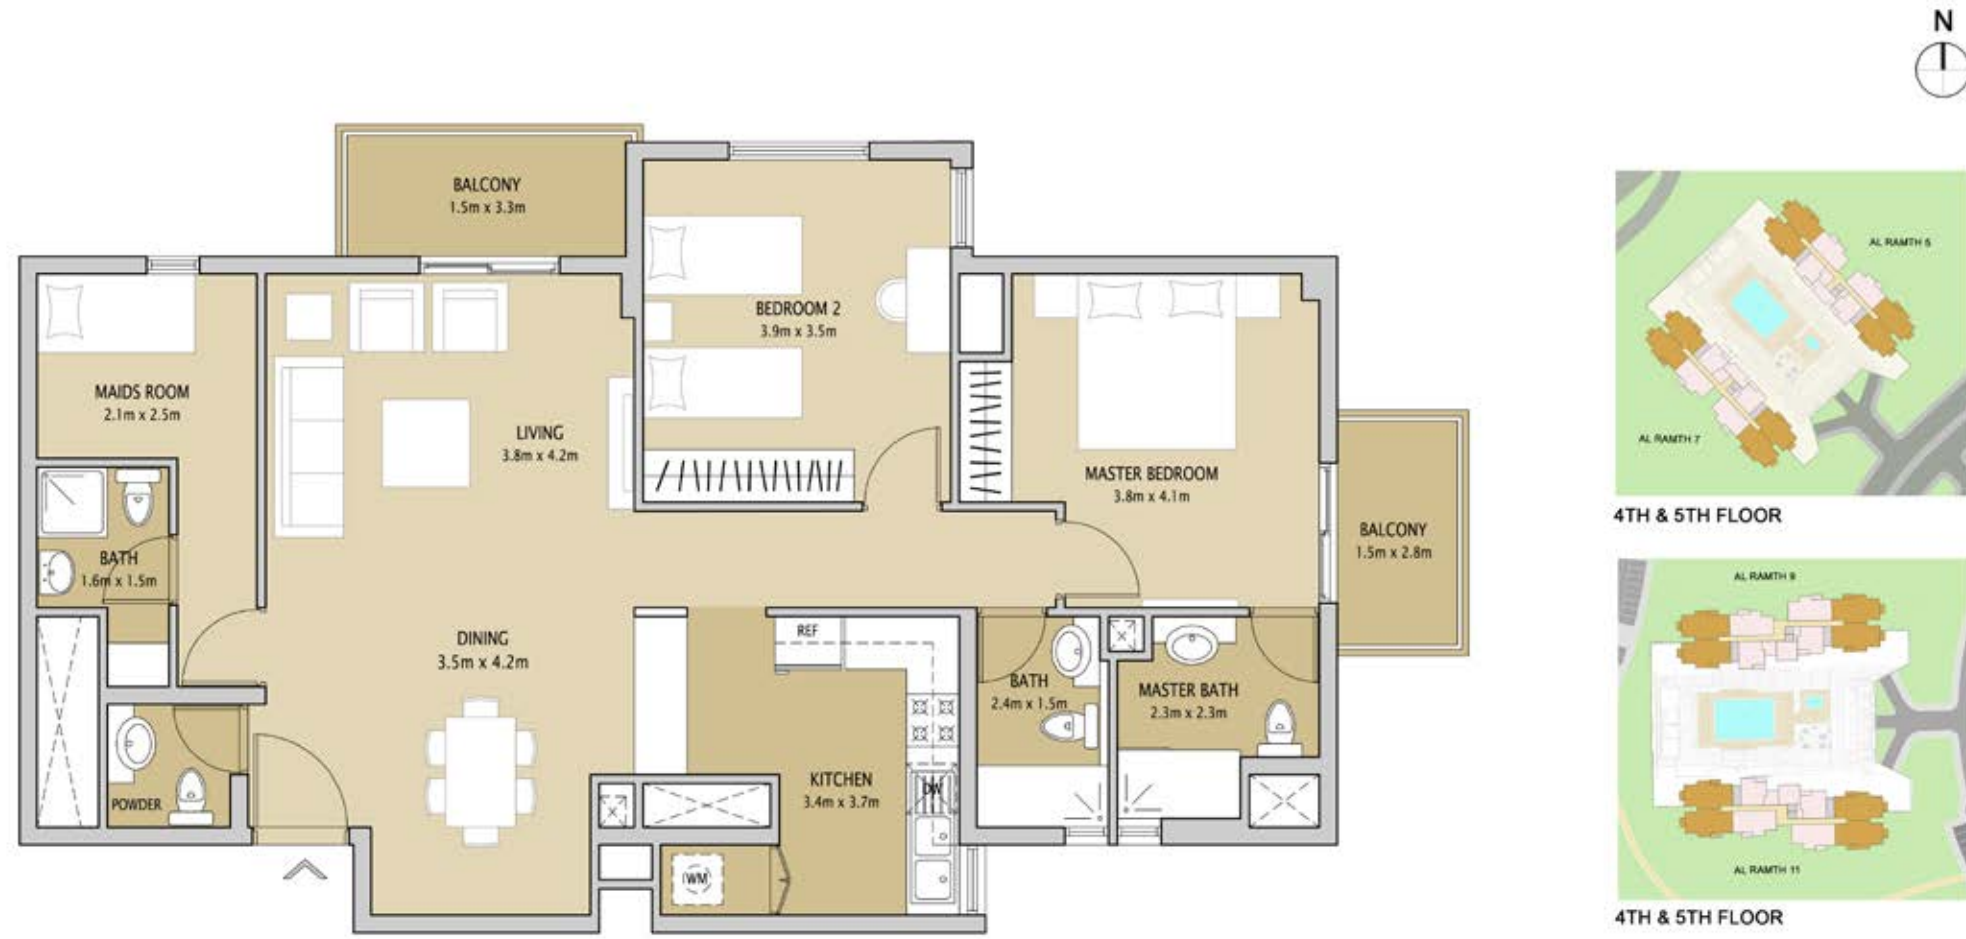 N
BALCONY
1.5m x 3.3m
BEDROOM 2
3.9m x 3.5m
MAIDS ROOM
2.1m x 2.5m
LIVING
3.8m x 4.2m
MASTER BEDROOM
3.8m x 4.1m
BALCONY
1.5m x 2.8m
BATH
1.6m x 1.5m
DINING
3.5m x 4.2m
REF
BATH
2.4m x 1.5m
MASTER BATH
2.3m x 2.3m
POWDER
KITCHEN
3.4m x 3.7m
DW
WM
AL RAMTH 5
AL RAMTH 7
4TH & 5TH FLOOR
AL RAMTH 9
AL RAMTH 11
4TH & 5TH FLOOR